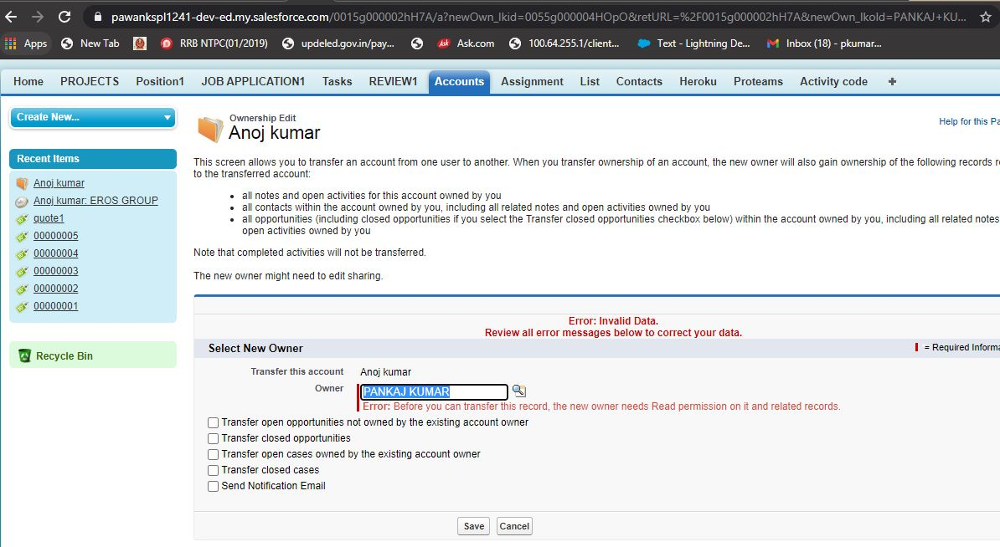 pawankspl1241-dev-ed.my.salesforce.com/0015g000002hH7A/a?newOwn_lkid=0055g000004HOpO&retURL=%2F0015g000002hH7A&newOwn_lkold=PANKAJ+KU...
Apps New Tab RRB NTPC(01/2019) updeled.gov.in/pay... Ask Ask.com 100.64.255.1/client... Text - Lightning De... Inbox (18) - pkumar...
Home PROJECTS Position1 JOB APPLICATION1 Tasks REVIEW1 Accounts Assignment List Contacts Heroku Proteams Activity code +
Create New...
Recent Items
Anoj kumar
Anoj kumar: EROS GROUP
quote1
00000005
00000004
00000003
00000002
00000001
Recycle Bin
Ownership Edit
Anoj kumar
Help for this Pa
This screen allows you to transfer an account from one user to another. When you transfer ownership of an account, the new owner will also gain ownership of the following records r
to the transferred account:
• all notes and open activities for this account owned by you
• all contacts within the account owned by you, including all related notes and open activities owned by you
• all opportunities (including closed opportunities if you select the Transfer closed opportunities checkbox below) within the account owned by you, including all related notes
open activities owned by you
Note that completed activities will not be transferred.
The new owner might need to edit sharing.
Error: Invalid Data.
Review all error messages below to correct your data.
Select New Owner
= Required Informa
Transfer this account Anoj kumar
Owner PANKAJ KUMAR
Error: Before you can transfer this record, the new owner needs Read permission on it and related records.
Transfer open opportunities not owned by the existing account owner
Transfer closed opportunities
Transfer open cases owned by the existing account owner
Transfer closed cases
Send Notification Email
Save Cancel